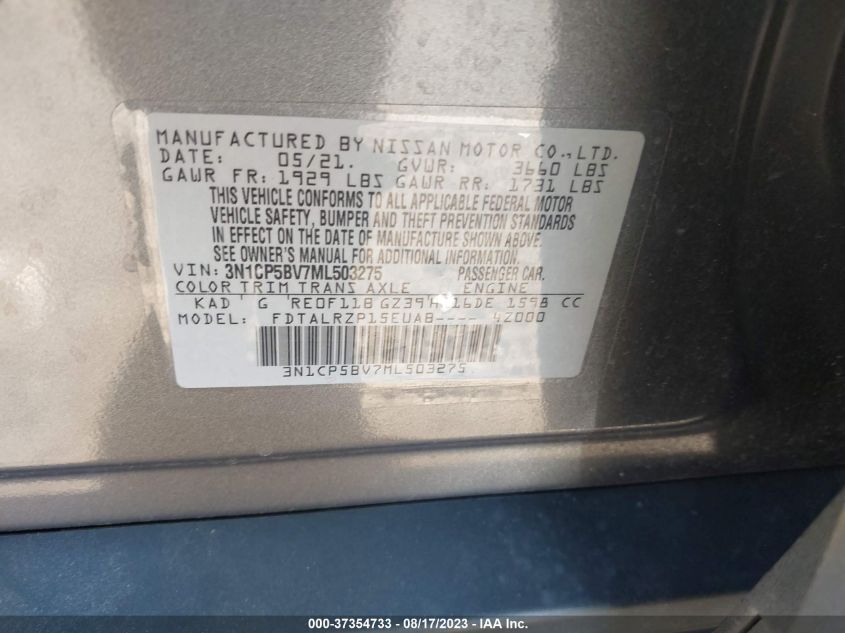 MANUFACTURED BY NISSAN MOTOR CO.,LTD.
DATE: 05/21. GVWR: 3660 LBS
GAWR FR: 1929 LBS GAWR RR: 1731 LBS
THIS VEHICLE CONFORMS TO ALL APPLICABLE FEDERAL MOTOR
VEHICLE SAFETY, BUMPER AND THEFT PREVENTION STANDARDS
IN EFFECT ON THE DATE OF MANUFACTURE SHOWN ABOVE.
SEE OWNER'S MANUAL FOR ADDITIONAL INFORMATION.
VIN: 3N1CP5BV7ML503275 PASSENGER CAR.
COLOR TRIM TRANS AXLE ENGINE
KAD G RE0F11B 1598 CC
MODEL: FDTALRZP15EUAB---- 4Z000
3N1CP5BV7ML503275
000-37354733 - 08/17/2023 - IAA Inc.